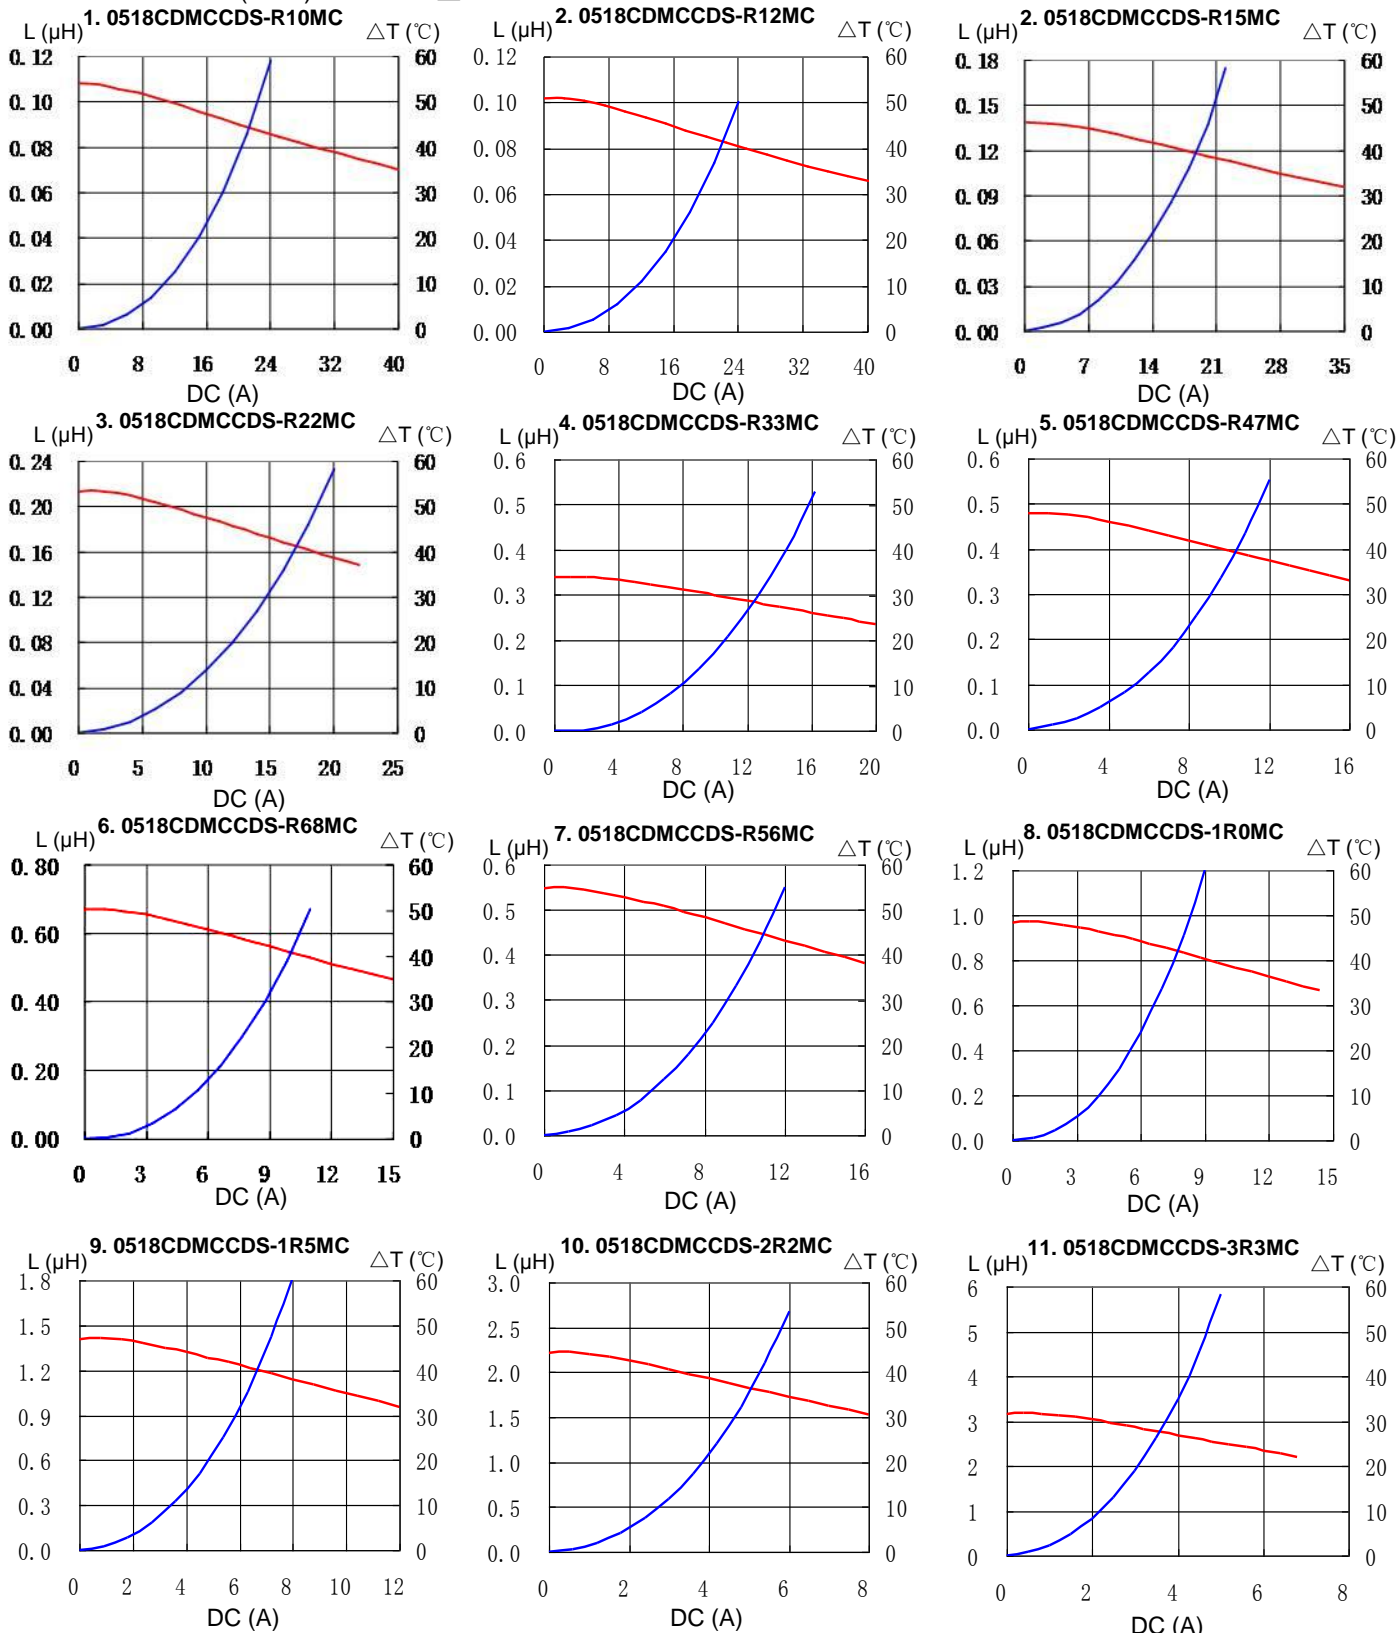 1. 0518CDMCCDS-R10MC
L (μH)
△T (℃)
0.12
0.10
0.08
0.06
0.04
0.02
0.00
60
50
40
30
20
10
0
0 8 16 24 32 40
DC (A)
2. 0518CDMCCDS-R12MC
L (μH)
△T (℃)
0.12
0.10
0.08
0.06
0.04
0.02
0.00
60
50
40
30
20
10
0
0 8 16 24 32 40
DC (A)
2. 0518CDMCCDS-R15MC
L (μH)
△T (℃)
0.18
0.15
0.12
0.09
0.06
0.03
0.00
60
50
40
30
20
10
0
0 7 14 21 28 35
DC (A)
3. 0518CDMCCDS-R22MC
L (μH)
△T (℃)
0.24
0.20
0.16
0.12
0.08
0.04
0.00
60
50
40
30
20
10
0
0 5 10 15 20 25
DC (A)
4. 0518CDMCCDS-R33MC
L (μH)
△T (℃)
0.6
0.5
0.4
0.3
0.2
0.1
0.0
60
50
40
30
20
10
0
0 4 8 12 16 20
DC (A)
5. 0518CDMCCDS-R47MC
L (μH)
△T (℃)
0.6
0.5
0.4
0.3
0.2
0.1
0.0
60
50
40
30
20
10
0
0 4 8 12 16
DC (A)
6. 0518CDMCCDS-R68MC
L (μH)
△T (℃)
0.80
0.60
0.40
0.20
0.00
60
50
40
30
20
10
0
0 3 6 9 12 15
DC (A)
7. 0518CDMCCDS-R56MC
L (μH)
△T (℃)
0.6
0.5
0.4
0.3
0.2
0.1
0.0
60
50
40
30
20
10
0
0 4 8 12 16
DC (A)
8. 0518CDMCCDS-1R0MC
L (μH)
△T (℃)
1.2
1.0
0.8
0.6
0.4
0.2
0.0
60
50
40
30
20
10
0
0 3 6 9 12 15
DC (A)
9. 0518CDMCCDS-1R5MC
L (μH)
△T (℃)
1.8
1.5
1.2
0.9
0.6
0.3
0.0
60
50
40
30
20
10
0
0 2 4 6 8 10 12
DC (A)
10. 0518CDMCCDS-2R2MC
L (μH)
△T (℃)
3.0
2.5
2.0
1.5
1.0
0.5
0.0
60
50
40
30
20
10
0
0 2 4 6 8
DC (A)
11. 0518CDMCCDS-3R3MC
L (μH)
△T (℃)
6
5
4
3
2
1
0
60
50
40
30
20
10
0
0 2 4 6 8
DC (A)